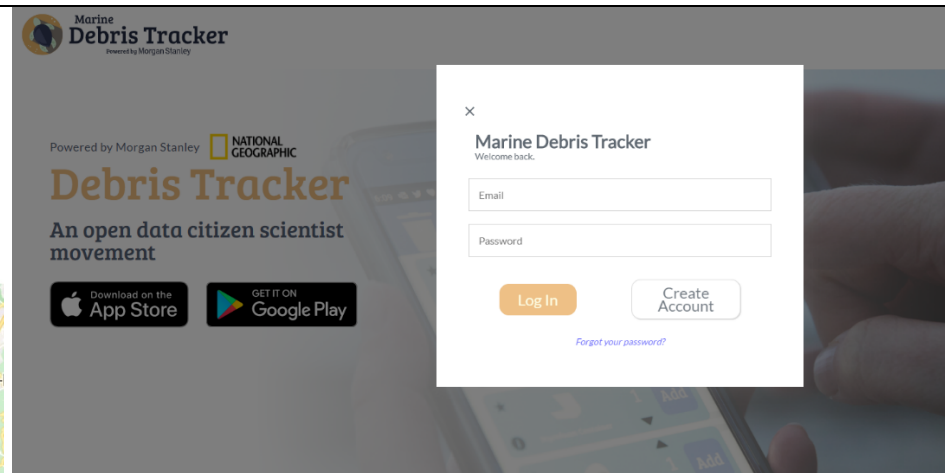 Marine
Debris Tracker
Powered by Morgan Stanley
Powered by Morgan Stanley
NATIONAL
GEOGRAPHIC
Debris Tracker
An open data citizen scientist
movement
Download on the
App Store
GET IT ON
Google Play
×
Marine Debris Tracker
Welcome back.
Email
Password
Log In
Create
Account
Forgot your password?
Add
1 Add